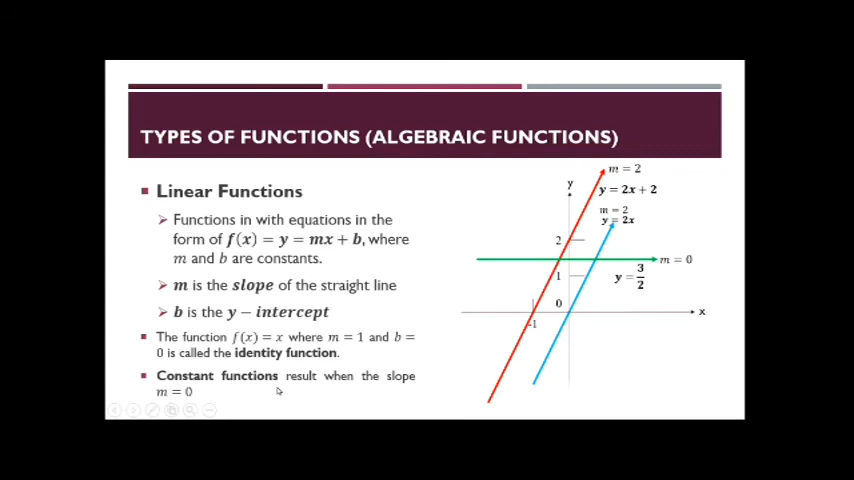 TYPES OF FUNCTIONS (ALGEBRAIC FUNCTIONS)
Linear Functions
Functions in with equations in the
form of f(x) = y = mx + b, where
m and b are constants.
m is the slope of the straight line
b is the y − intercept
The function f(x) = x where m = 1 and b =
0 is called the identity function.
Constant functions result when the slope
m = 0
m = 2
y
y = 2x + 2
m = 2
y = 2x
2
m = 0
1
y = 3/2
0
x
-1